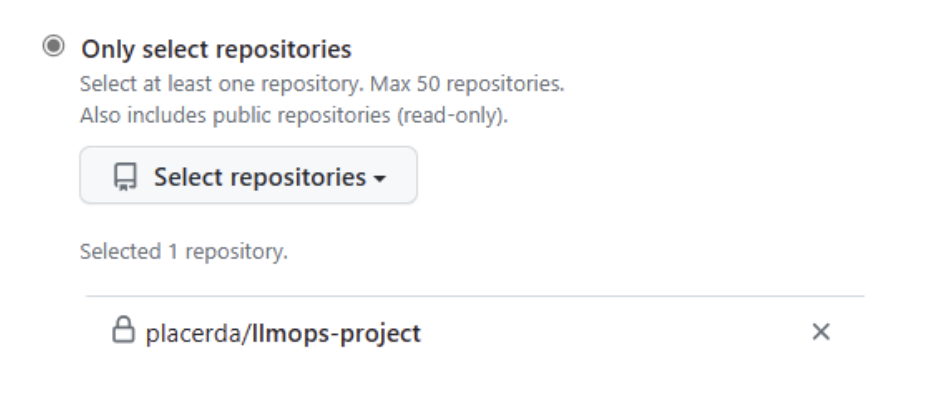 Only select repositories
Select at least one repository. Max 50 repositories.
Also includes public repositories (read-only).
Select repositories
Selected 1 repository.
placerda/llmops-project